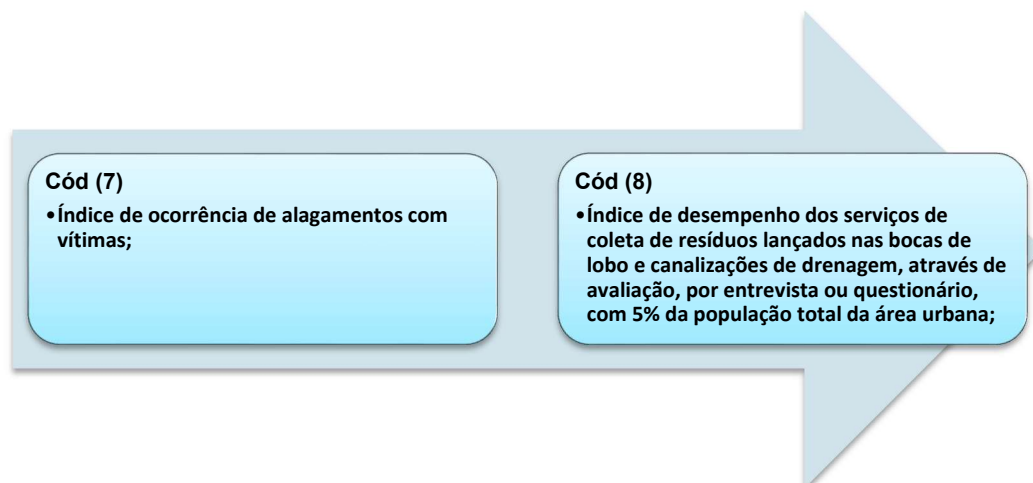 Cód (7)
•Índice de ocorrência de alagamentos com
vítimas;
Cód (8)
•Índice de desempenho dos serviços de
coleta de resíduos lançados nas bocas de
lobo e canalizações de drenagem, através de
avaliação, por entrevista ou questionário,
com 5% da população total da área urbana;